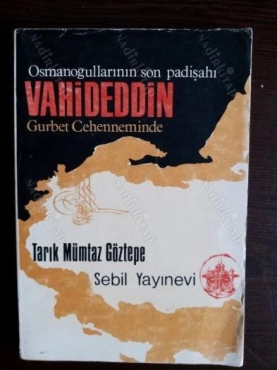 Osmanoğullarının son padişahı
VAHİDEDDİN
Gurbet Cehenneminde
Tarık Mümtaz Göztepe
Sebil Yayınevi